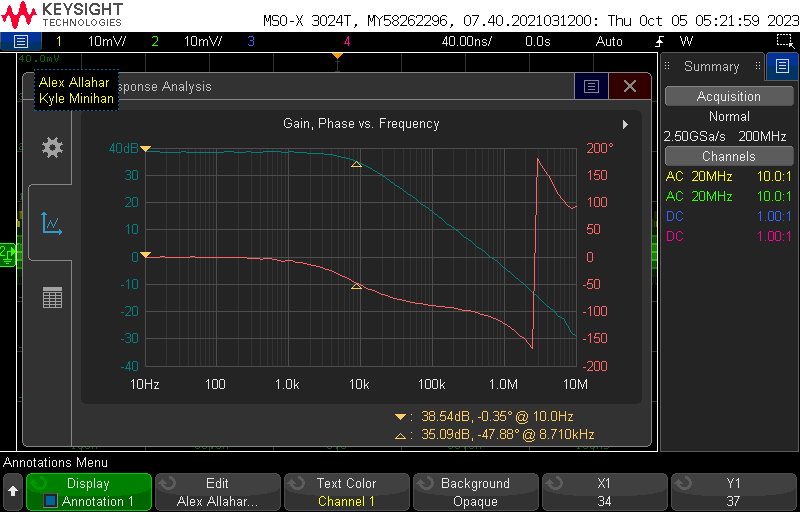 KEYSIGHT
TECHNOLOGIES
MSO-X 3024T, MY58262296, 07.40.2021031200: Thu Oct 05 05:21:59 2023
1 10mV/ 2 10mV/ 3 4 40.00ns/ 0.0s Auto W
40.0mV
Alex Allahar
Kyle Minihan
sponse Analysis
Summary
Acquisition
Normal
2.50GSa/s 200MHz
Channels
AC 20MHz 10.0:1
AC 20MHz 10.0:1
DC 1.00:1
DC 1.00:1
Gain, Phase vs. Frequency
40dB 200°
30 150
20 100
10 50
0 0
-10 -50
-20 -100
-30 -150
-40 -200
10Hz 100 1.0k 10k 100k 1.0M 10M
: 38.54dB, -0.35° @ 10.0Hz
: 35.09dB, -47.88° @ 8.710kHz
2
Annotations Menu
Display
Annotation 1
Edit
Alex Allahar...
Text Color
Channel 1
Background
Opaque
X1
34
Y1
37